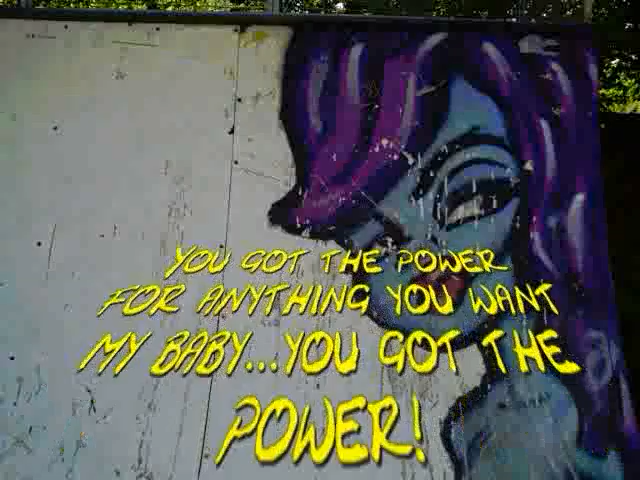 YOU GOT THE POWER
FOR ANYTHING YOU WANT
MY BABY...YOU GOT THE
POWER!